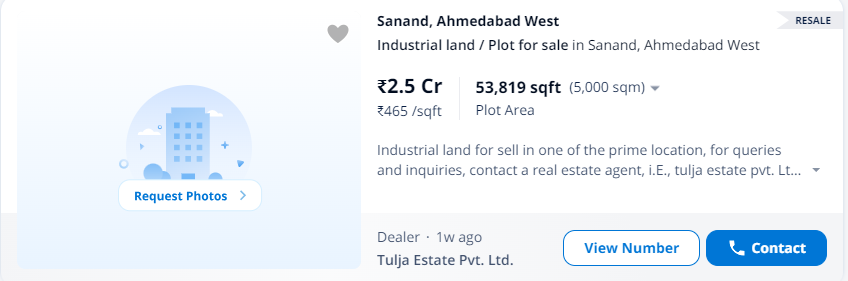 Sanand, Ahmedabad West
RESALE
Industrial land / Plot for sale in Sanand, Ahmedabad West
₹2.5 Cr
53,819 sqft (5,000 sqm)
₹465 /sqft
Plot Area
Industrial land for sell in one of the prime location, for queries
and inquiries, contact a real estate agent, i.E., tulja estate pvt. Lt...
Request Photos
Dealer · 1w ago
Tulja Estate Pvt. Ltd.
View Number
Contact